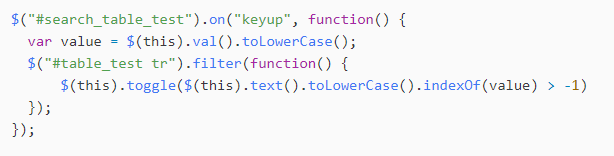 $("#search_table_test").on("keyup", function() {
  var value = $(this).val().toLowerCase();
  $("#table_test tr").filter(function() {
      $(this).toggle($(this).text().toLowerCase().indexOf(value) > -1)
  });
});